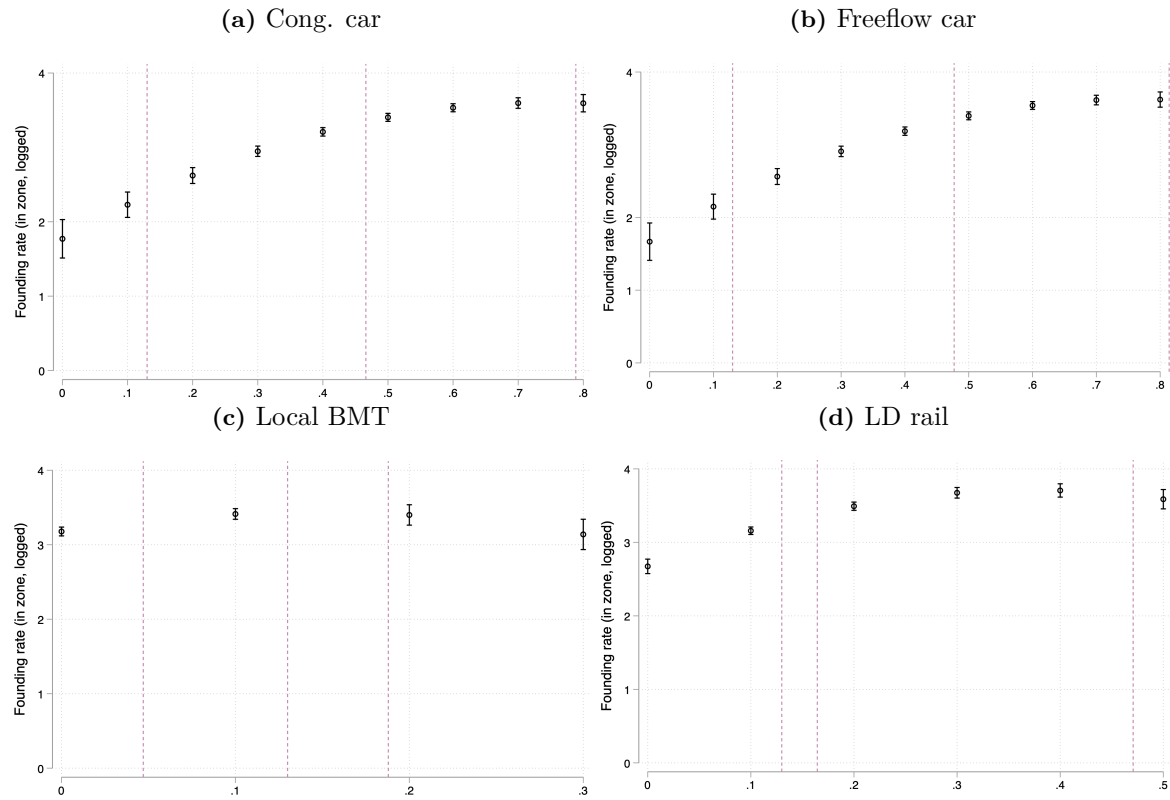 (a) Cong. car
Founding rate (in zone, logged)
4
2
1
0
0 .1 .2 .3 .4 .5 .6 .7 .8
(b) Freeflow car
Founding rate (in zone, logged)
4
2
1
0
0 .1 .2 .3 .4 .5 .6 .7 .8
(c) Local BMT
Founding rate (in zone, logged)
4
3
2
1
0
0 .1 .2 .3
(d) LD rail
Founding rate (in zone, logged)
4
3
2
1
0
0 .1 .2 .3 .4 .5